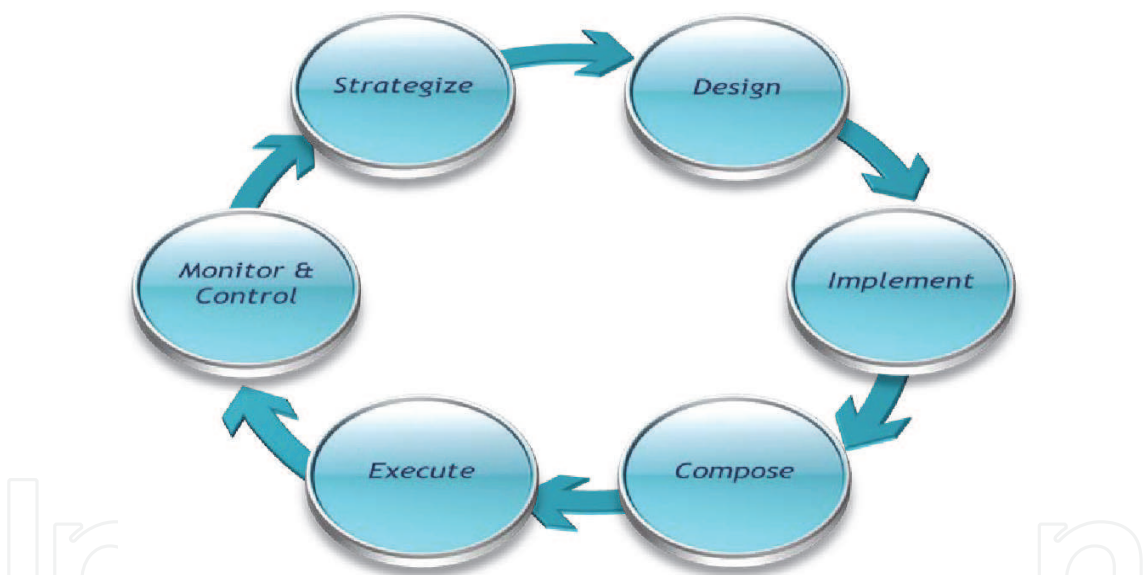 Strategize
Design
Implement
Compose
Execute
Monitor &
Control